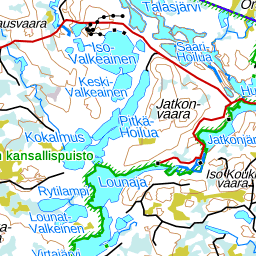 Talasjärvi
ausvaara
Iso-
Valkeainen
Saari-
Hoilua
Keski-
Valkeainen
Jatkon-
vaara
Pitkä-
Hoilua
Kokalmus
Jatkonjär
n kansallispuisto
Lounaja
Iso Kouk
vaara
Rytilampi
Lounat-
Valkeinen
Virtajärvi